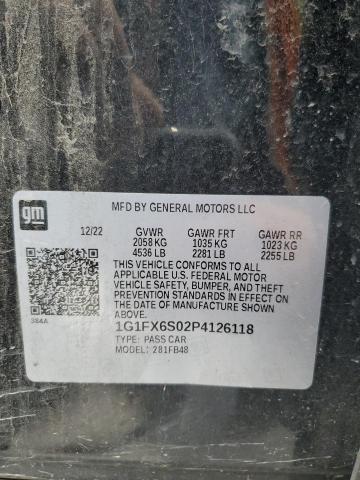 gm
MFD BY GENERAL MOTORS LLC
12/22 GVWR GAWR FRT GAWR RR
2058 KG 1035 KG 1023 KG
4536 LB 2281 LB 2255 LB
THIS VEHICLE CONFORMS TO ALL APPLICABLE
U.S. FEDERAL MOTOR
VEHICLE SAFETY, BUMPER, AND THEFT
PREVENTION STANDARDS IN EFFECT ON
THE DATE OF MANUFACTURE SHOWN ABOVE.
384A
1G1FX6S02P4126118
TYPE: PASS CAR
MODEL: 281FB48